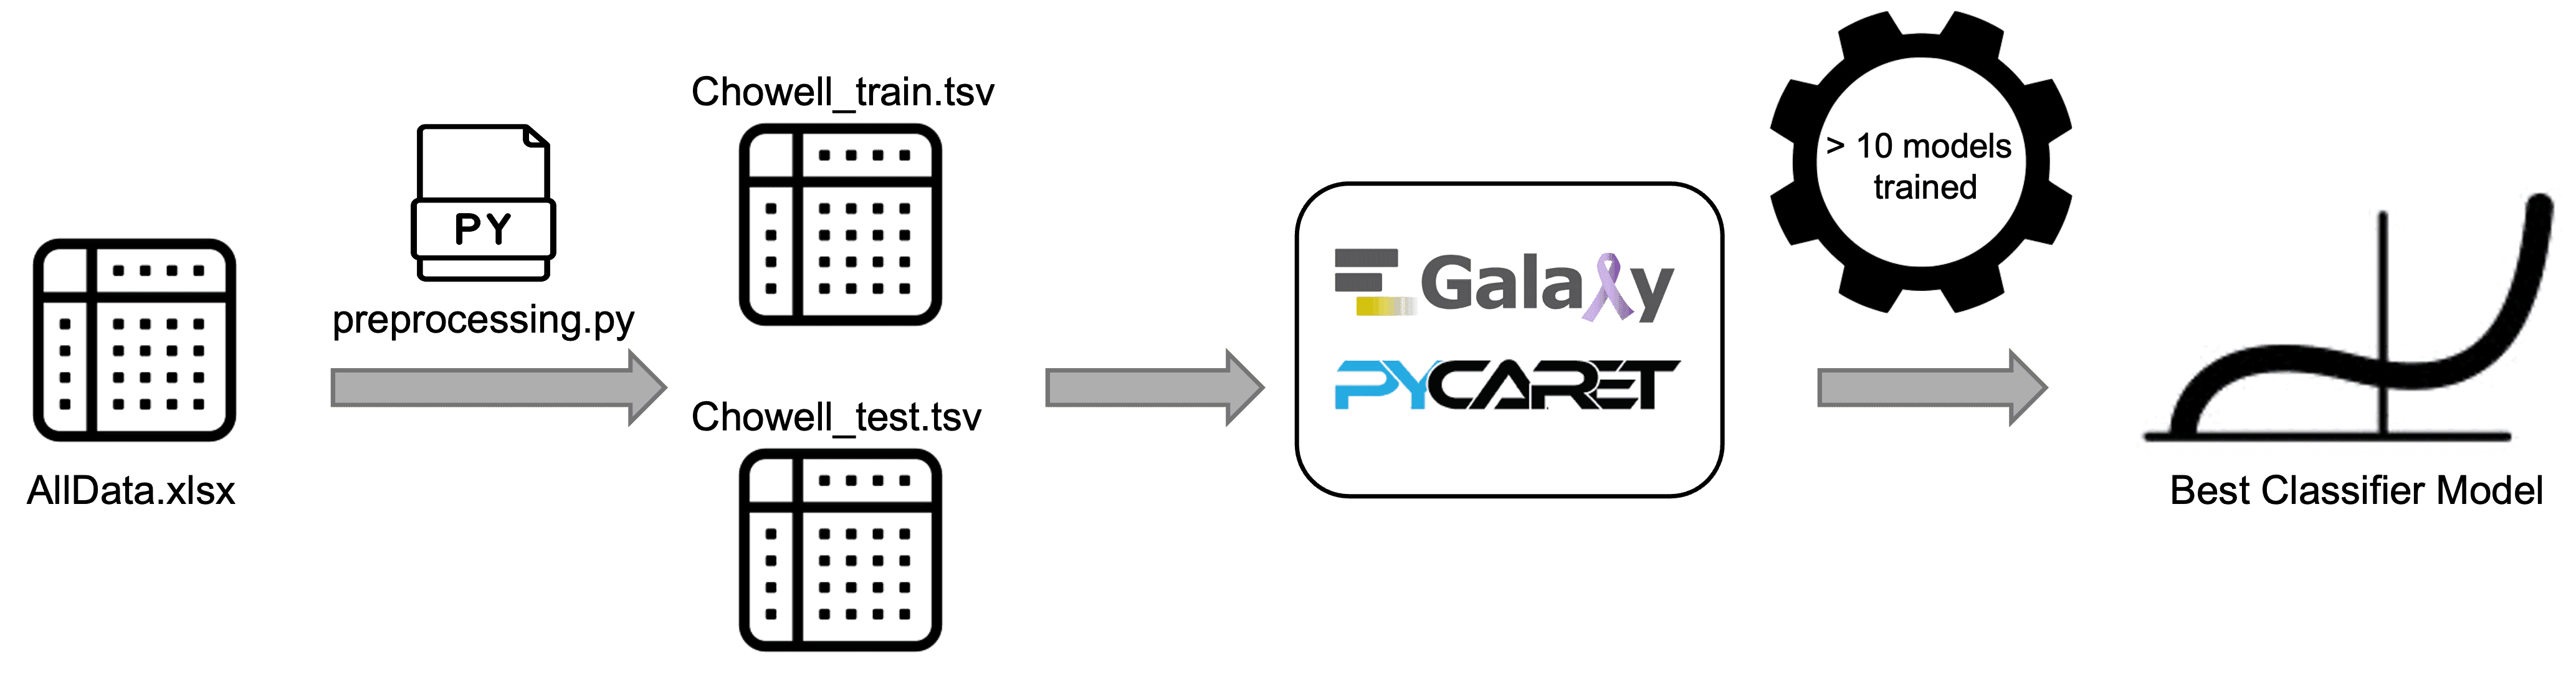 AllData.xlsx
PY
preprocessing.py
Chowell_train.tsv
Chowell_test.tsv
Galaxy
PYCARET
> 10 models
trained
Best Classifier Model